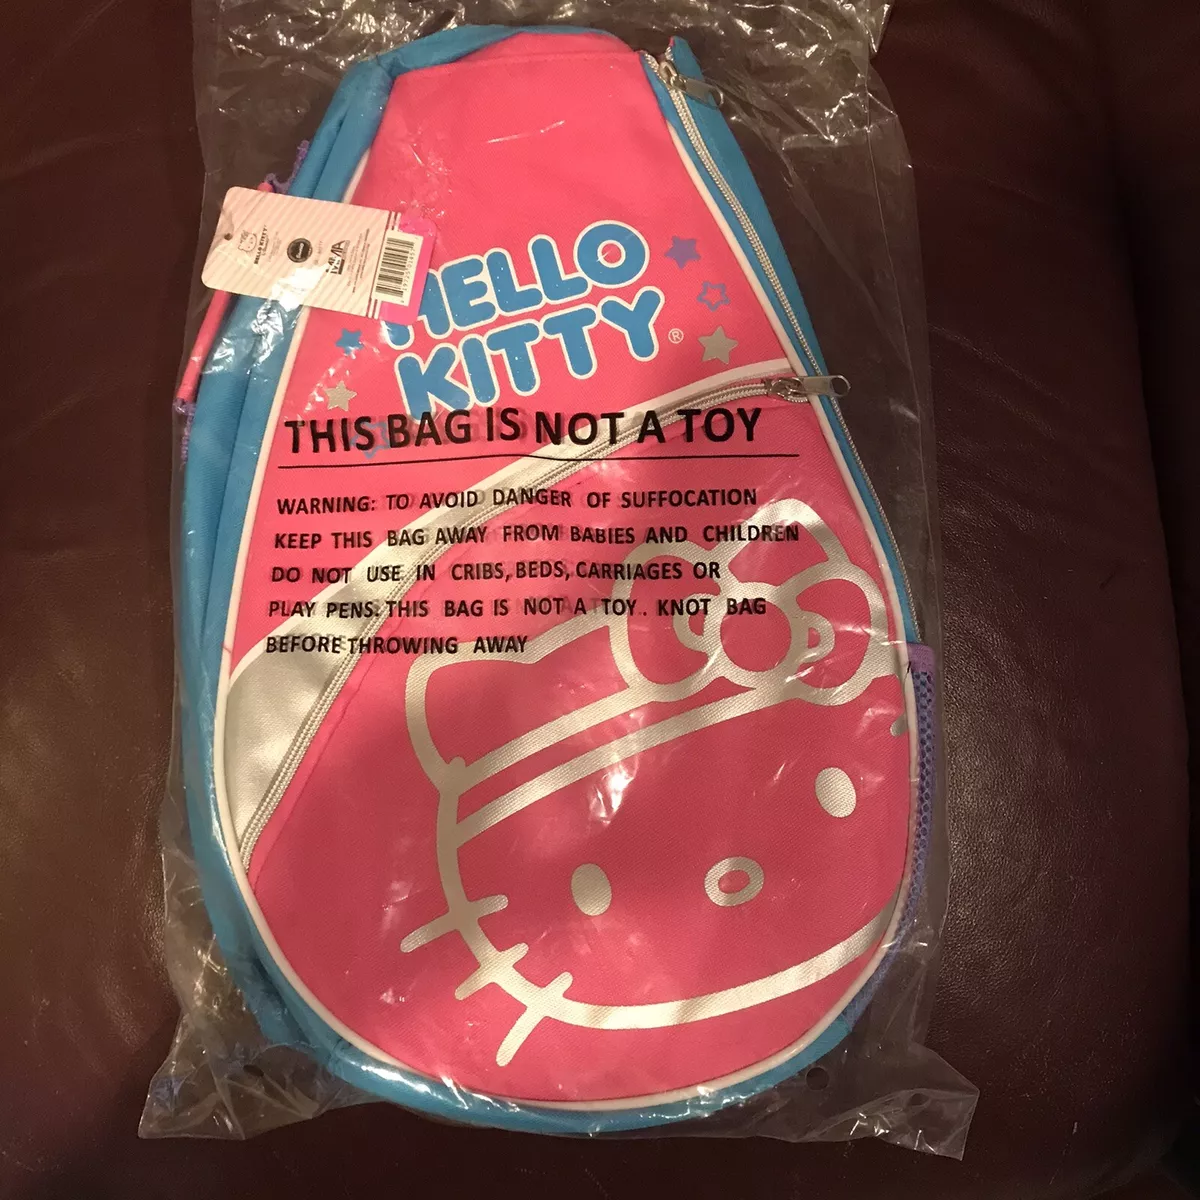 HELLO KITTY
HELLO
KITTY®
THIS BAG IS NOT A TOY
WARNING: TO AVOID DANGER OF SUFFOCATION
KEEP THIS BAG AWAY FROM BABIES AND CHILDREN
DO NOT USE IN CRIBS, BEDS, CARRIAGES OR
PLAY PENS. THIS BAG IS NOT A TOY. KNOT BAG
BEFORE THROWING AWAY